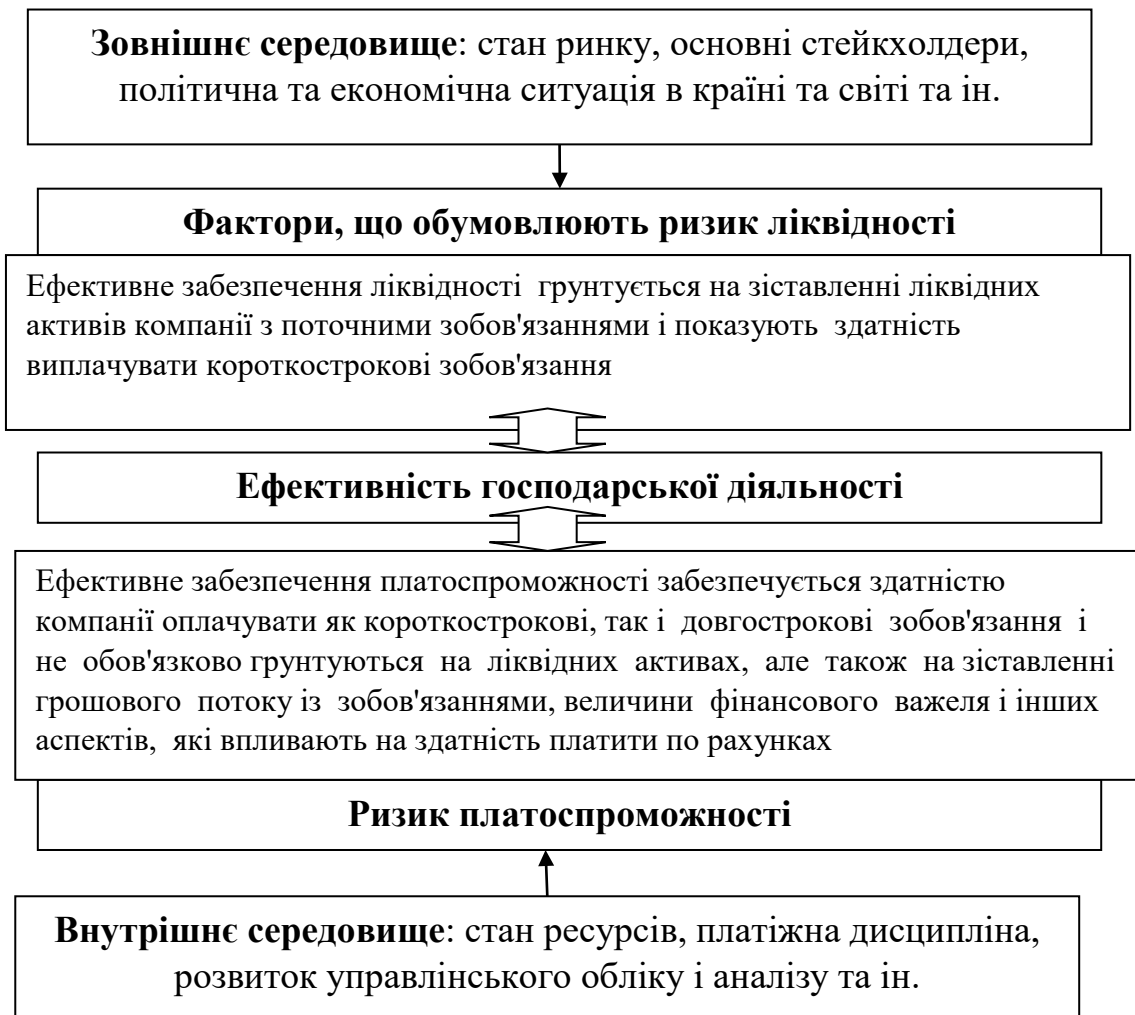 Зовнішнє середовище: стан ринку, основні стейкхолдери,
політична та економічна ситуація в країні та світі та ін.
Фактори, що обумовлюють ризик ліквідності
Ефективне забезпечення ліквідності грунтується на зіставленні ліквідних
активів компанії з поточними зобов'язаннями і показують здатність
виплачувати короткострокові зобов'язання
Ефективність господарської діяльності
Ефективне забезпечення платоспроможності забезпечується здатністю
компанії оплачувати як короткострокові, так і довгострокові зобов'язання і
не обов'язково грунтуються на ліквідних активах, але також на зіставленні
грошового потоку із зобов'язаннями, величини фінансового важеля і інших
аспектів, які впливають на здатність платити по рахунках
Ризик платоспроможності
Внутрішнє середовище: стан ресурсів, платіжна дисципліна,
розвиток управлінського обліку і аналізу та ін.